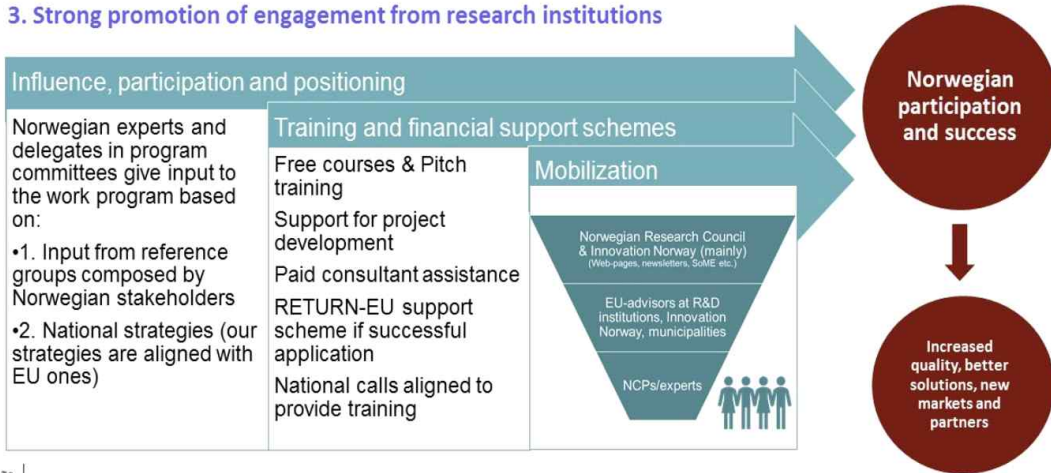 3. Strong promotion of engagement from research institutions
Influence, participation and positioning
Norwegian experts and
delegates in program
committees give input to
the work program based
on:
•1. Input from reference
groups composed by
Norwegian stakeholders
•2. National strategies (our
strategies are aligned with
EU ones)
Training and financial support schemes
Free courses & Pitch
training
Support for project
development
Paid consultant assistance
RETURN-EU support
scheme if successful
application
National calls aligned to
provide training
Mobilization
Norwegian Research Council
& Innovation Norway (mainly)
(Web-pages, newsletters, SoME etc.)
EU-advisors at R&D
institutions, Innovation
Norway, municipalities
NCPs/experts
Norwegian
participation
and success
Increased
quality, better
solutions, new
markets and
partners